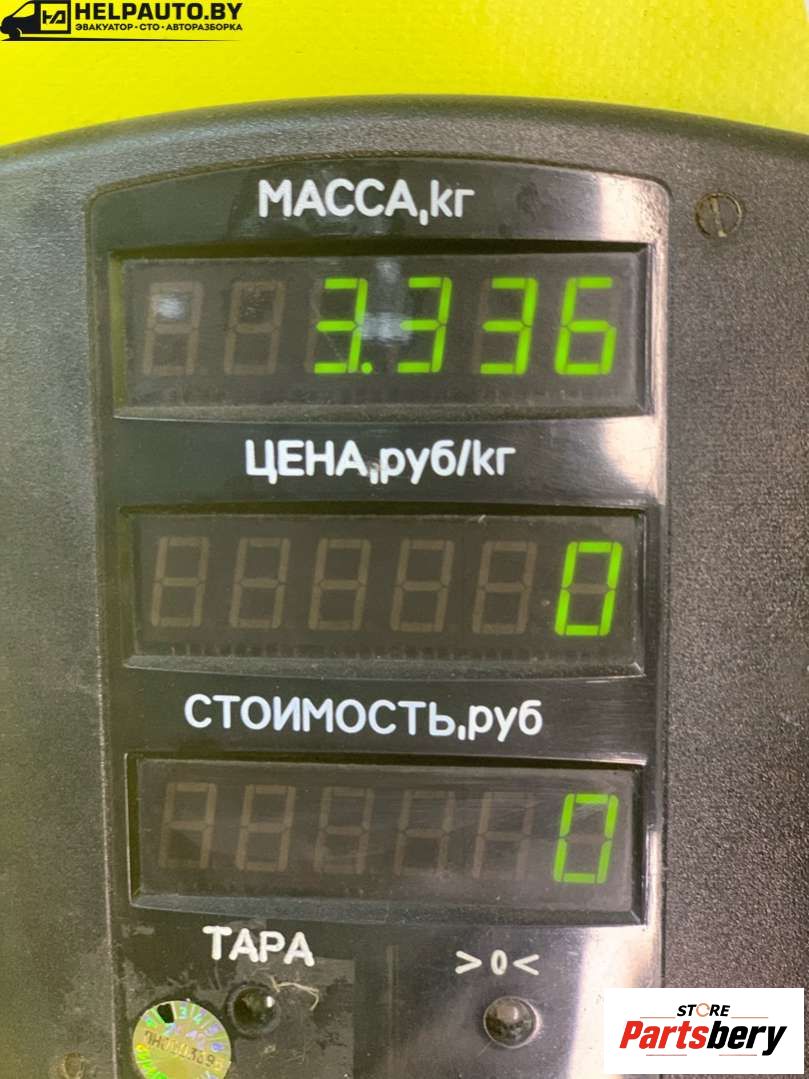 HELPAUTO.BY
ЭВАКУАТОР•СТО•АВТОРАЗБОРКА
МАССА,кг
3.336
ЦЕНА,руб/кг
0
СТОИМОСТЬ,руб
0
ТАРА >0<
STORE
Partsbery